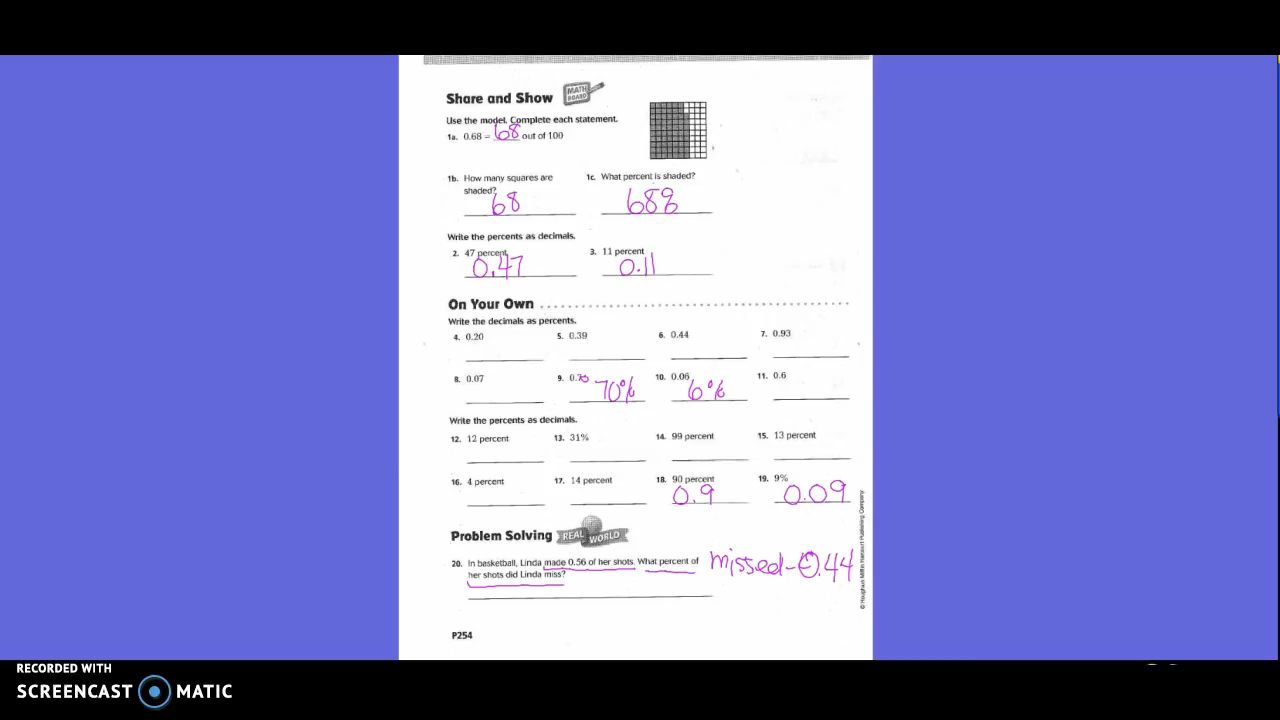 Share and Show MATH BOARD
Use the model. Complete each statement.
1a. 0.68 = 68 out of 100
1b. How many squares are shaded?
68
1c. What percent is shaded?
68%
Write the percents as decimals.
2. 47 percent 0.47
3. 11 percent 0.11
On Your Own
Write the decimals as percents.
4. 0.20 5. 0.39 6. 0.44 7. 0.93
8. 0.07 9. 0.70 70% 10. 0.06 6% 11. 0.6
Write the percents as decimals.
12. 12 percent 13. 31% 14. 99 percent 15. 13 percent
16. 4 percent 17. 14 percent 18. 90 percent 0.9 19. 9% 0.09
Problem Solving REAL WORLD
20. In basketball, Linda made 0.56 of her shots. What percent of
her shots did Linda miss?
missed - 0.44
© Houghton Mifflin Harcourt Publishing Company
P254
RECORDED WITH
SCREENCAST MATIC